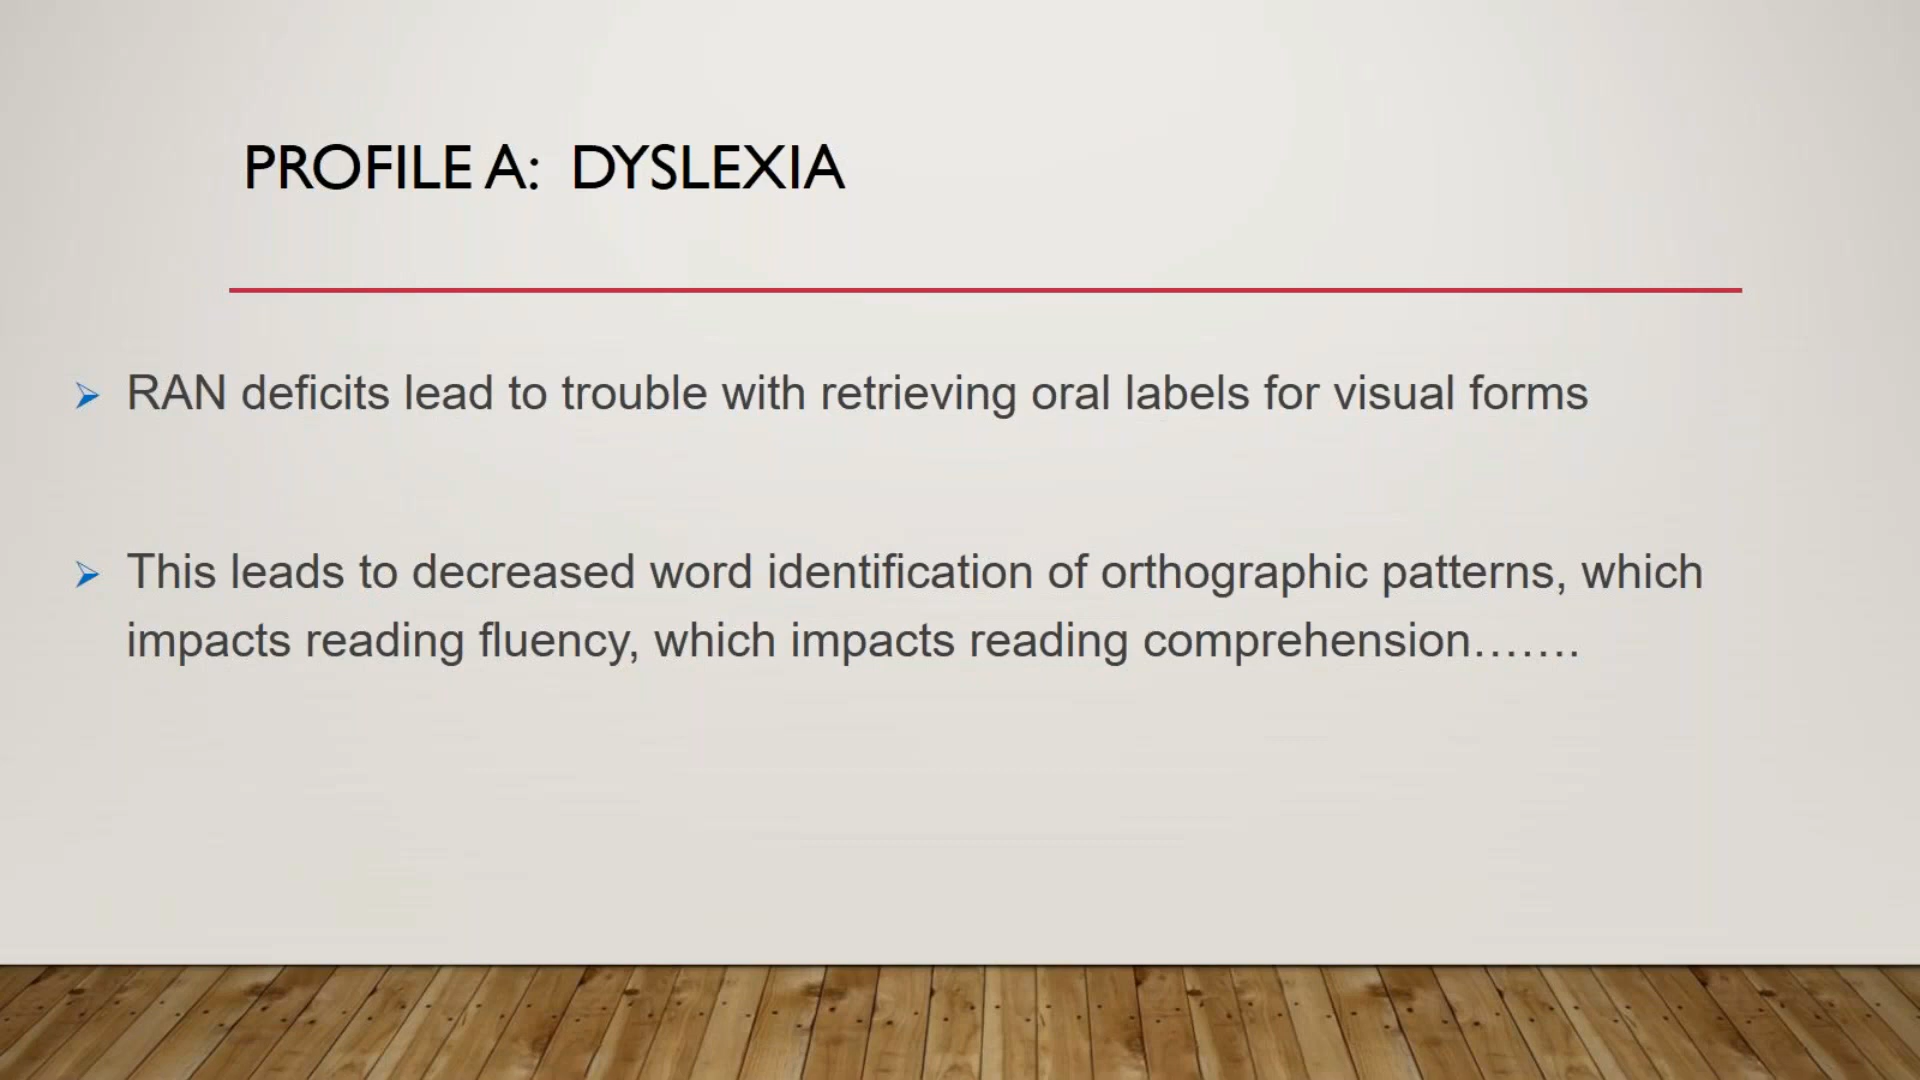 PROFILE A: DYSLEXIA
RAN deficits lead to trouble with retrieving oral labels for visual forms
This leads to decreased word identification of orthographic patterns, which
impacts reading fluency, which impacts reading comprehension…….